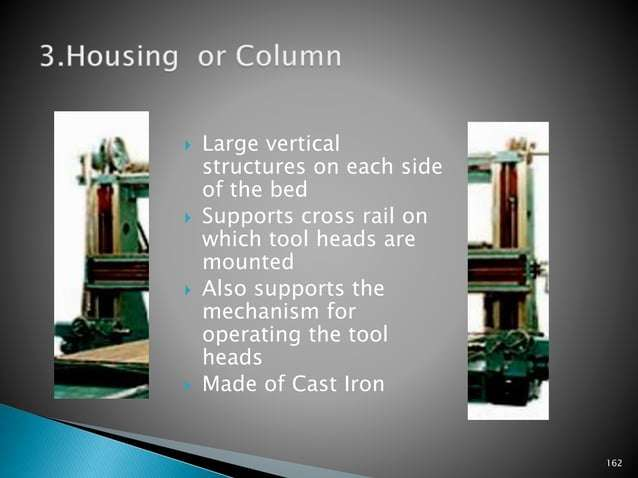 3.Housing or Column
Large vertical
structures on each side
of the bed
Supports cross rail on
which tool heads are
mounted
Also supports the
mechanism for
operating the tool
heads
Made of Cast Iron
162